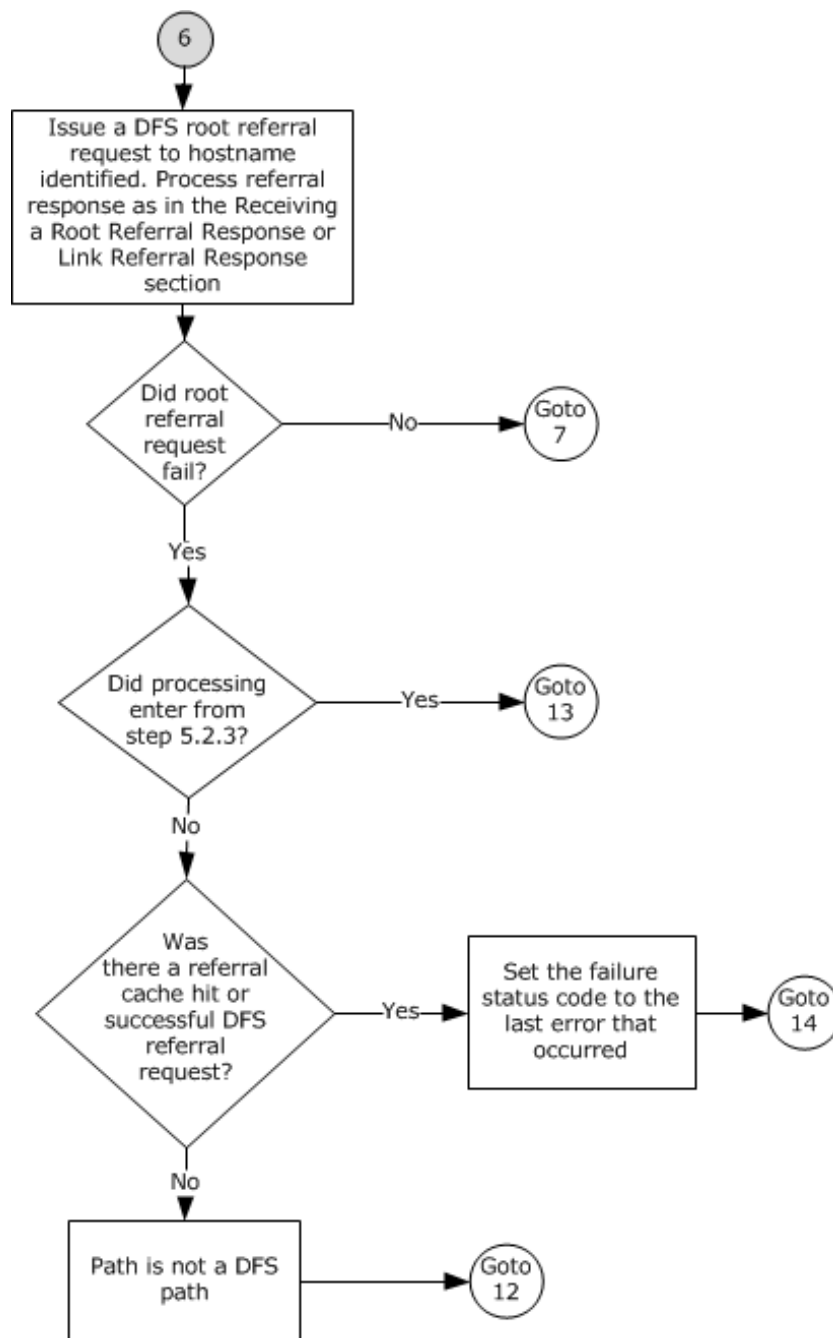 6
Issue a DFS root referral
request to hostname
identified. Process referral
response as in the Receiving
a Root Referral Response or
Link Referral Response
section
Did root
referral
request
fail?
No
Goto
7
Yes
Did processing
enter from
step 5.2.3?
Yes
Goto
13
No
Was
there a referral
cache hit or
successful DFS
referral
request?
Yes
Set the failure
status code to the
last error that
occurred
Goto
14
No
Path is not a DFS
path
Goto
12